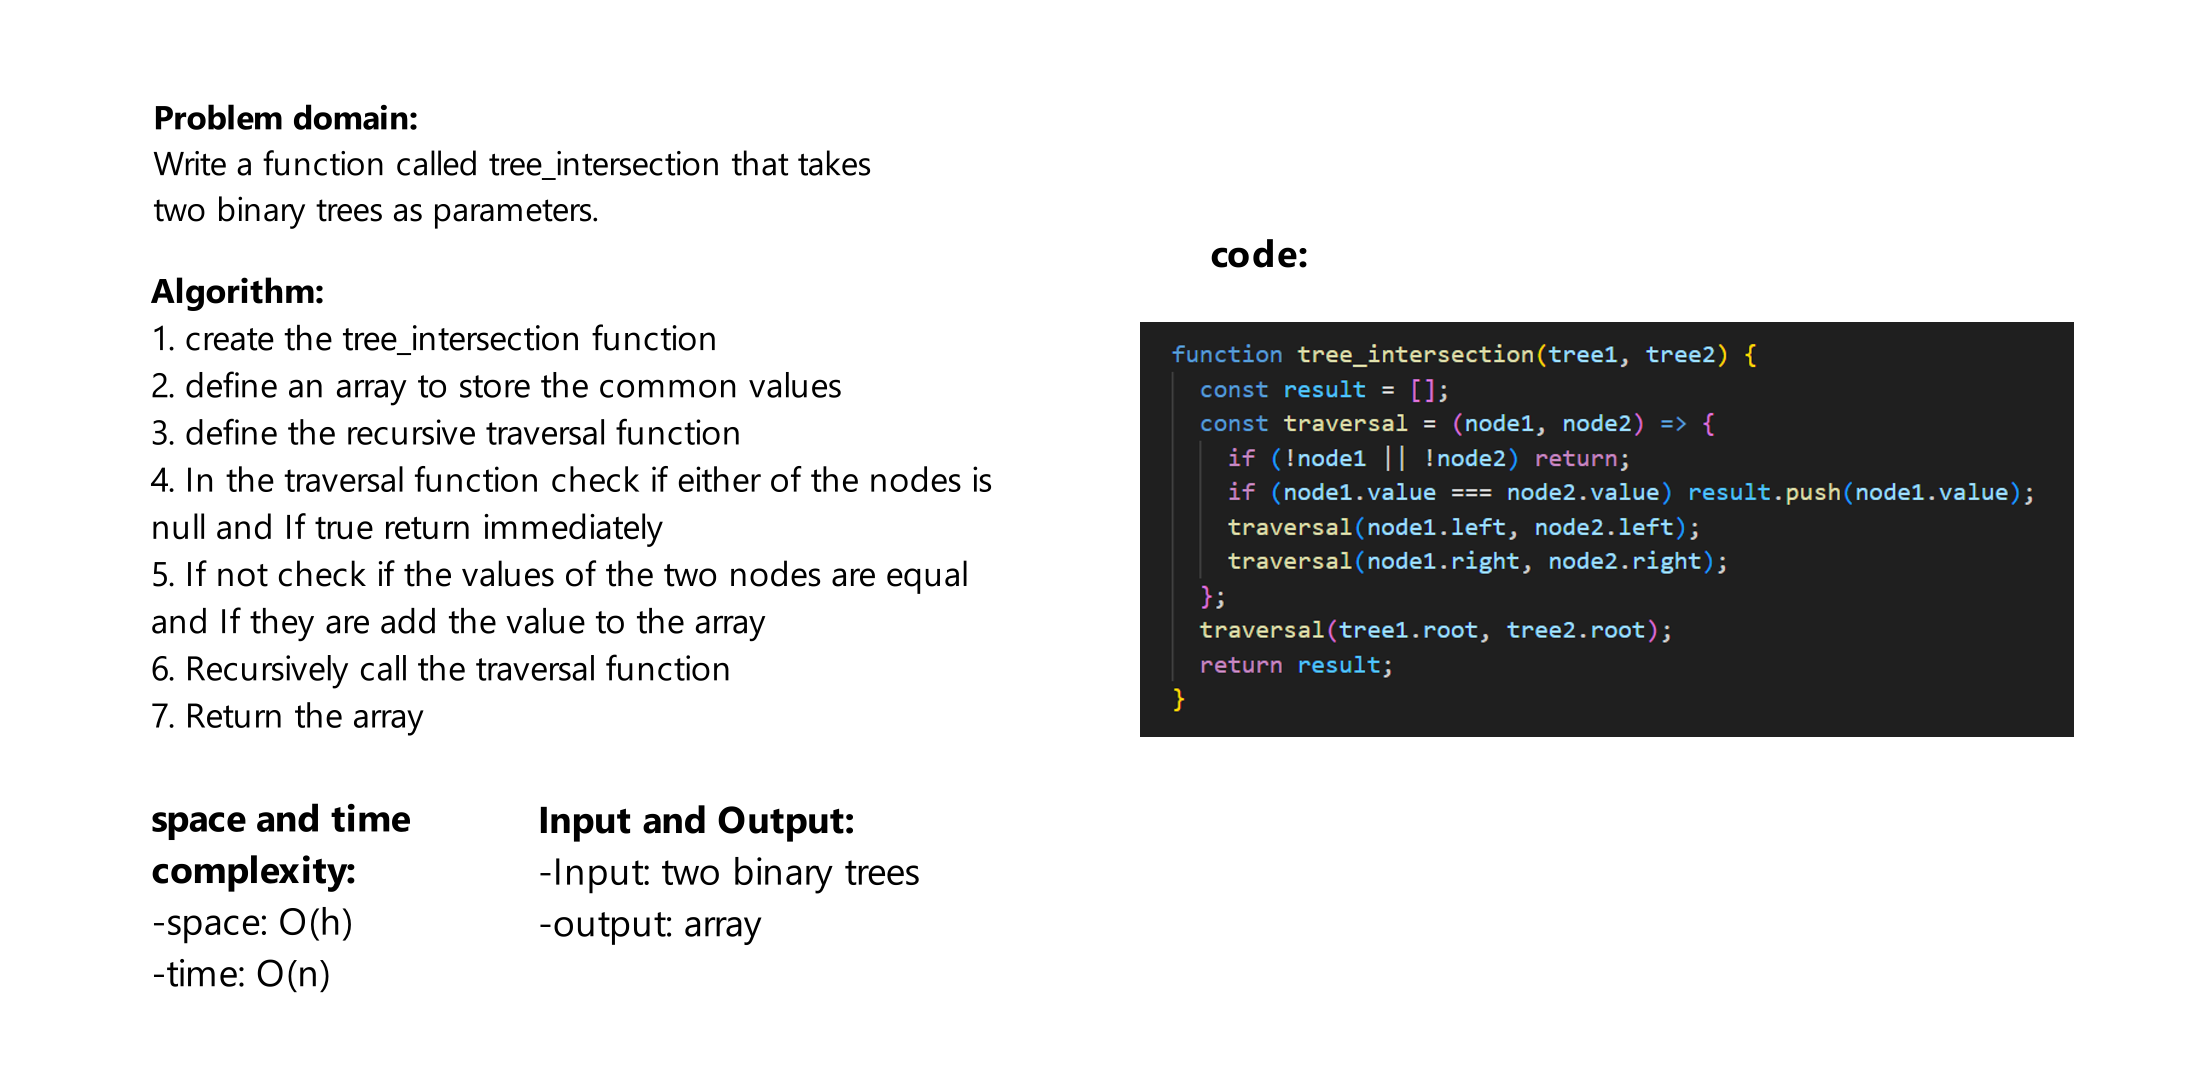 Problem domain:
Write a function called tree_intersection that takes
two binary trees as parameters.
Algorithm:
1. create the tree_intersection function
2. define an array to store the common values
3. define the recursive traversal function
4. In the traversal function check if either of the nodes is
null and If true return immediately
5. If not check if the values of the two nodes are equal
and If they are add the value to the array
6. Recursively call the traversal function
7. Return the array
space and time
complexity:
-space: O(h)
-time: O(n)
Input and Output:
-Input: two binary trees
-output: array
code:
function tree_intersection(tree1, tree2) {
  const result = [];
  const traversal = (node1, node2) => {
    if (!node1 || !node2) return;
    if (node1.value === node2.value) result.push(node1.value);
    traversal(node1.left, node2.left);
    traversal(node1.right, node2.right);
  };
  traversal(tree1.root, tree2.root);
  return result;
}